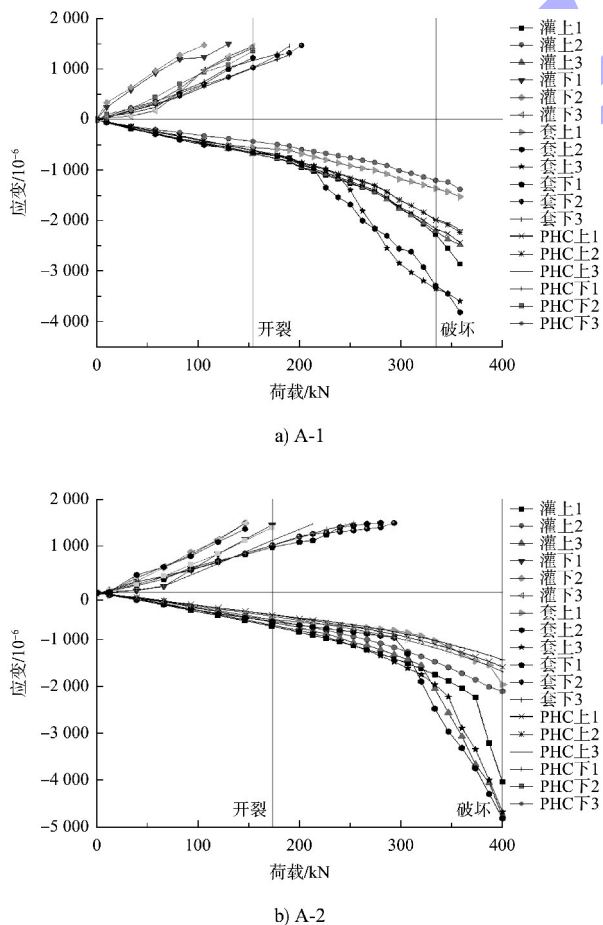 2 000
1 000
0
−1 000
−2 000
−3 000
−4 000
应变/10⁻⁶
开裂
破坏
0
100
200
300
400
荷载/kN
灌上1
灌上2
灌上3
灌下1
灌下2
灌下3
套上1
套上2
套上3
套下1
套下2
套下3
PHC上1
PHC上2
PHC上3
PHC下1
PHC下2
PHC下3
a) A-1
2 000
1 000
0
0
−1 000
−2 000
−3 000
−4 000
−5 000
应变/10⁻⁶
开裂
破坏
0
100
200
300
400
荷载/kN
灌上1
灌上2
灌上3
灌下1
灌下2
灌下3
套上1
套上2
套上3
套下1
套下2
套下3
PHC上1
PHC上2
PHC上3
PHC下1
PHC下2
PHC下3
b) A-2